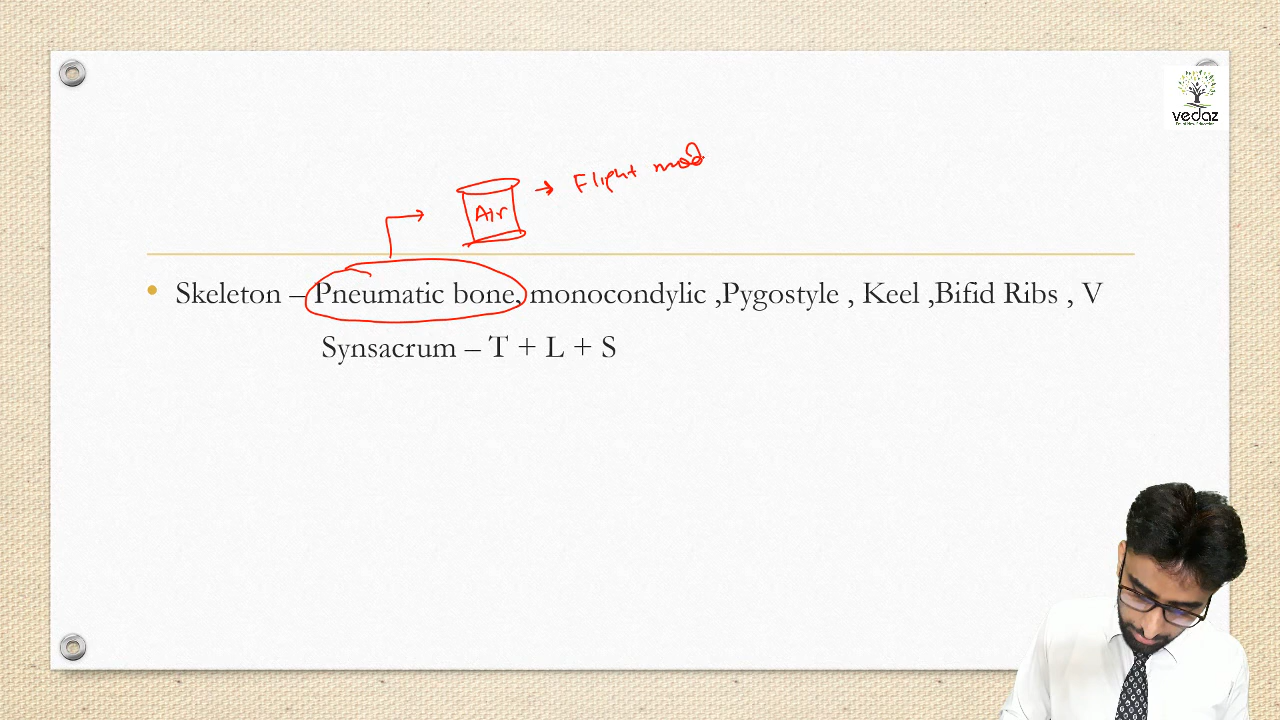 vedaz
Flight mod
Air
Skeleton – Pneumatic bone, monocondylic ,Pygostyle , Keel ,Bifid Ribs , V
Synsacrum – T + L + S